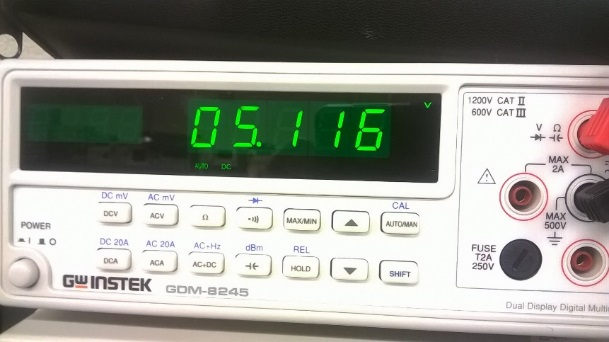 05.116
V
AUTO DC
1200V CAT II
600V CAT III
V Ω
MAX
2A
MAX
500V
FUSE
T2A
250V
DC mV AC mV CAL
DCV ACV Ω MAX/MIN AUTO/MAN
POWER
I O
DC 20A AC 20A AC+Hz dBm REL
DCA ACA AC+DC HOLD SHIFT
GWINSTEK GDM-8245
Dual Display Digital